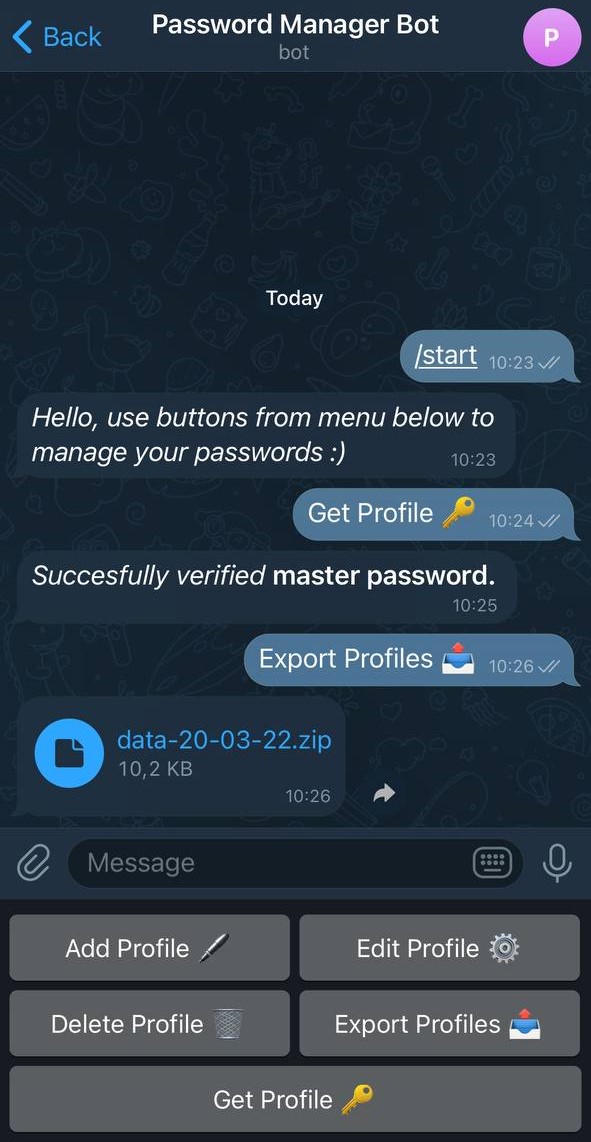 Back
Password Manager Bot
bot
P
Today
/start 10:23
Hello, use buttons from menu below to
manage your passwords :) 10:23
Get Profile 🔑 10:24
Succesfully verified master password.
10:25
Export Profiles 📤 10:26
data-20-03-22.zip
10,2 KB
10:26
Message
Add Profile 🖋️ Edit Profile ⚙️
Delete Profile 🗑️ Export Profiles 📤
Get Profile 🔑